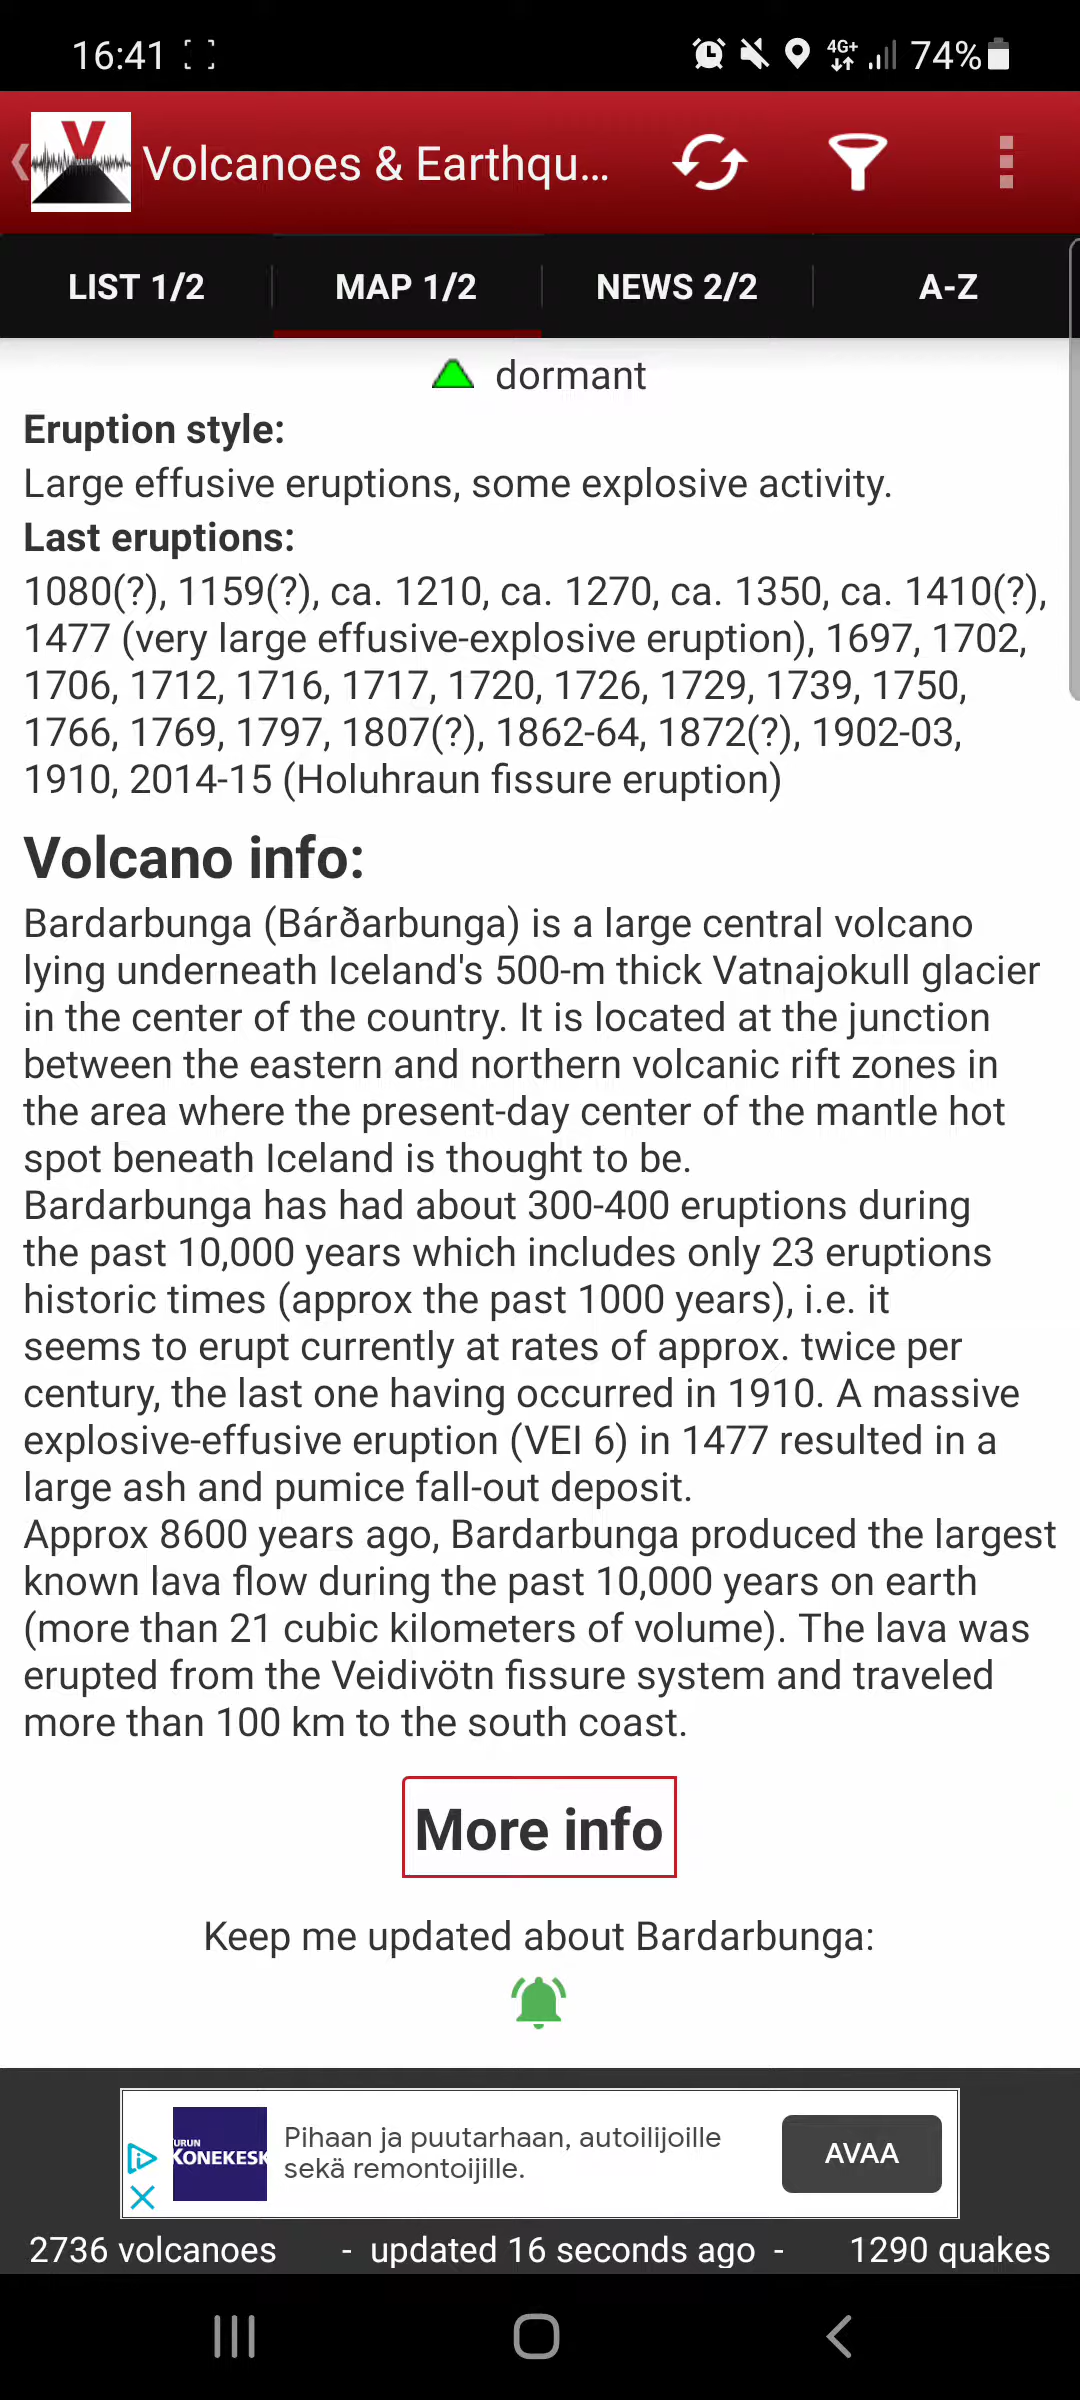 16:41
4G+
74%
V
Volcanoes & Earthqu...
LIST 1/2
MAP 1/2
NEWS 2/2
A-Z
dormant
Eruption style:
Large effusive eruptions, some explosive activity.
Last eruptions:
1080(?), 1159(?), ca. 1210, ca. 1270, ca. 1350, ca. 1410(?),
1477 (very large effusive-explosive eruption), 1697, 1702,
1706, 1712, 1716, 1717, 1720, 1726, 1729, 1739, 1750,
1766, 1769, 1797, 1807(?), 1862-64, 1872(?), 1902-03,
1910, 2014-15 (Holuhraun fissure eruption)
Volcano info:
Bardarbunga (Bárðarbunga) is a large central volcano
lying underneath Iceland's 500-m thick Vatnajokull glacier
in the center of the country. It is located at the junction
between the eastern and northern volcanic rift zones in
the area where the present-day center of the mantle hot
spot beneath Iceland is thought to be.
Bardarbunga has had about 300-400 eruptions during
the past 10,000 years which includes only 23 eruptions
historic times (approx the past 1000 years), i.e. it
seems to erupt currently at rates of approx. twice per
century, the last one having occurred in 1910. A massive
explosive-effusive eruption (VEI 6) in 1477 resulted in a
large ash and pumice fall-out deposit.
Approx 8600 years ago, Bardarbunga produced the largest
known lava flow during the past 10,000 years on earth
(more than 21 cubic kilometers of volume). The lava was
erupted from the Veidivötn fissure system and traveled
more than 100 km to the south coast.
More info
Keep me updated about Bardarbunga:
URUN
KONEKESK
Pihaan ja puutarhaan, autoilijoille
sekä remontoijille.
AVAA
2736 volcanoes - updated 16 seconds ago - 1290 quakes